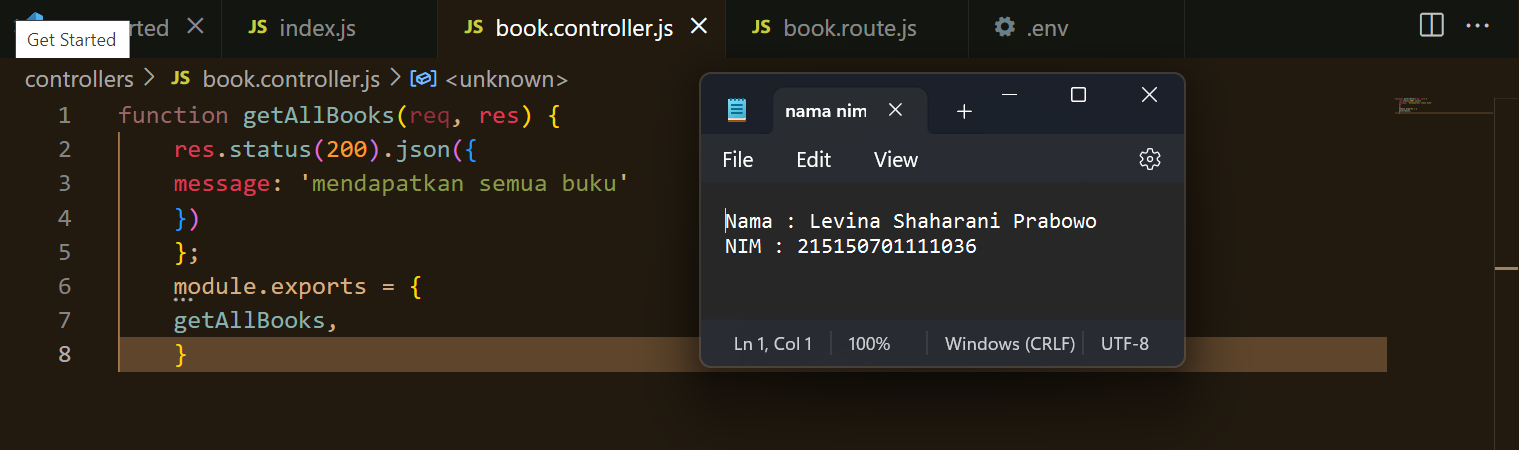 Get Started
rted
JS index.js
JS book.controller.js
JS book.route.js
.env
controllers > JS book.controller.js > <unknown>
1 function getAllBooks(req, res) {
2 res.status(200).json({
3 message: 'mendapatkan semua buku'
4 })
5 };
6 module.exports = {
7 getAllBooks,
8 }
nama nim
File Edit View
Nama : Levina Shaharani Prabowo
NIM : 215150701111036
Ln 1, Col 1 100% Windows (CRLF) UTF-8